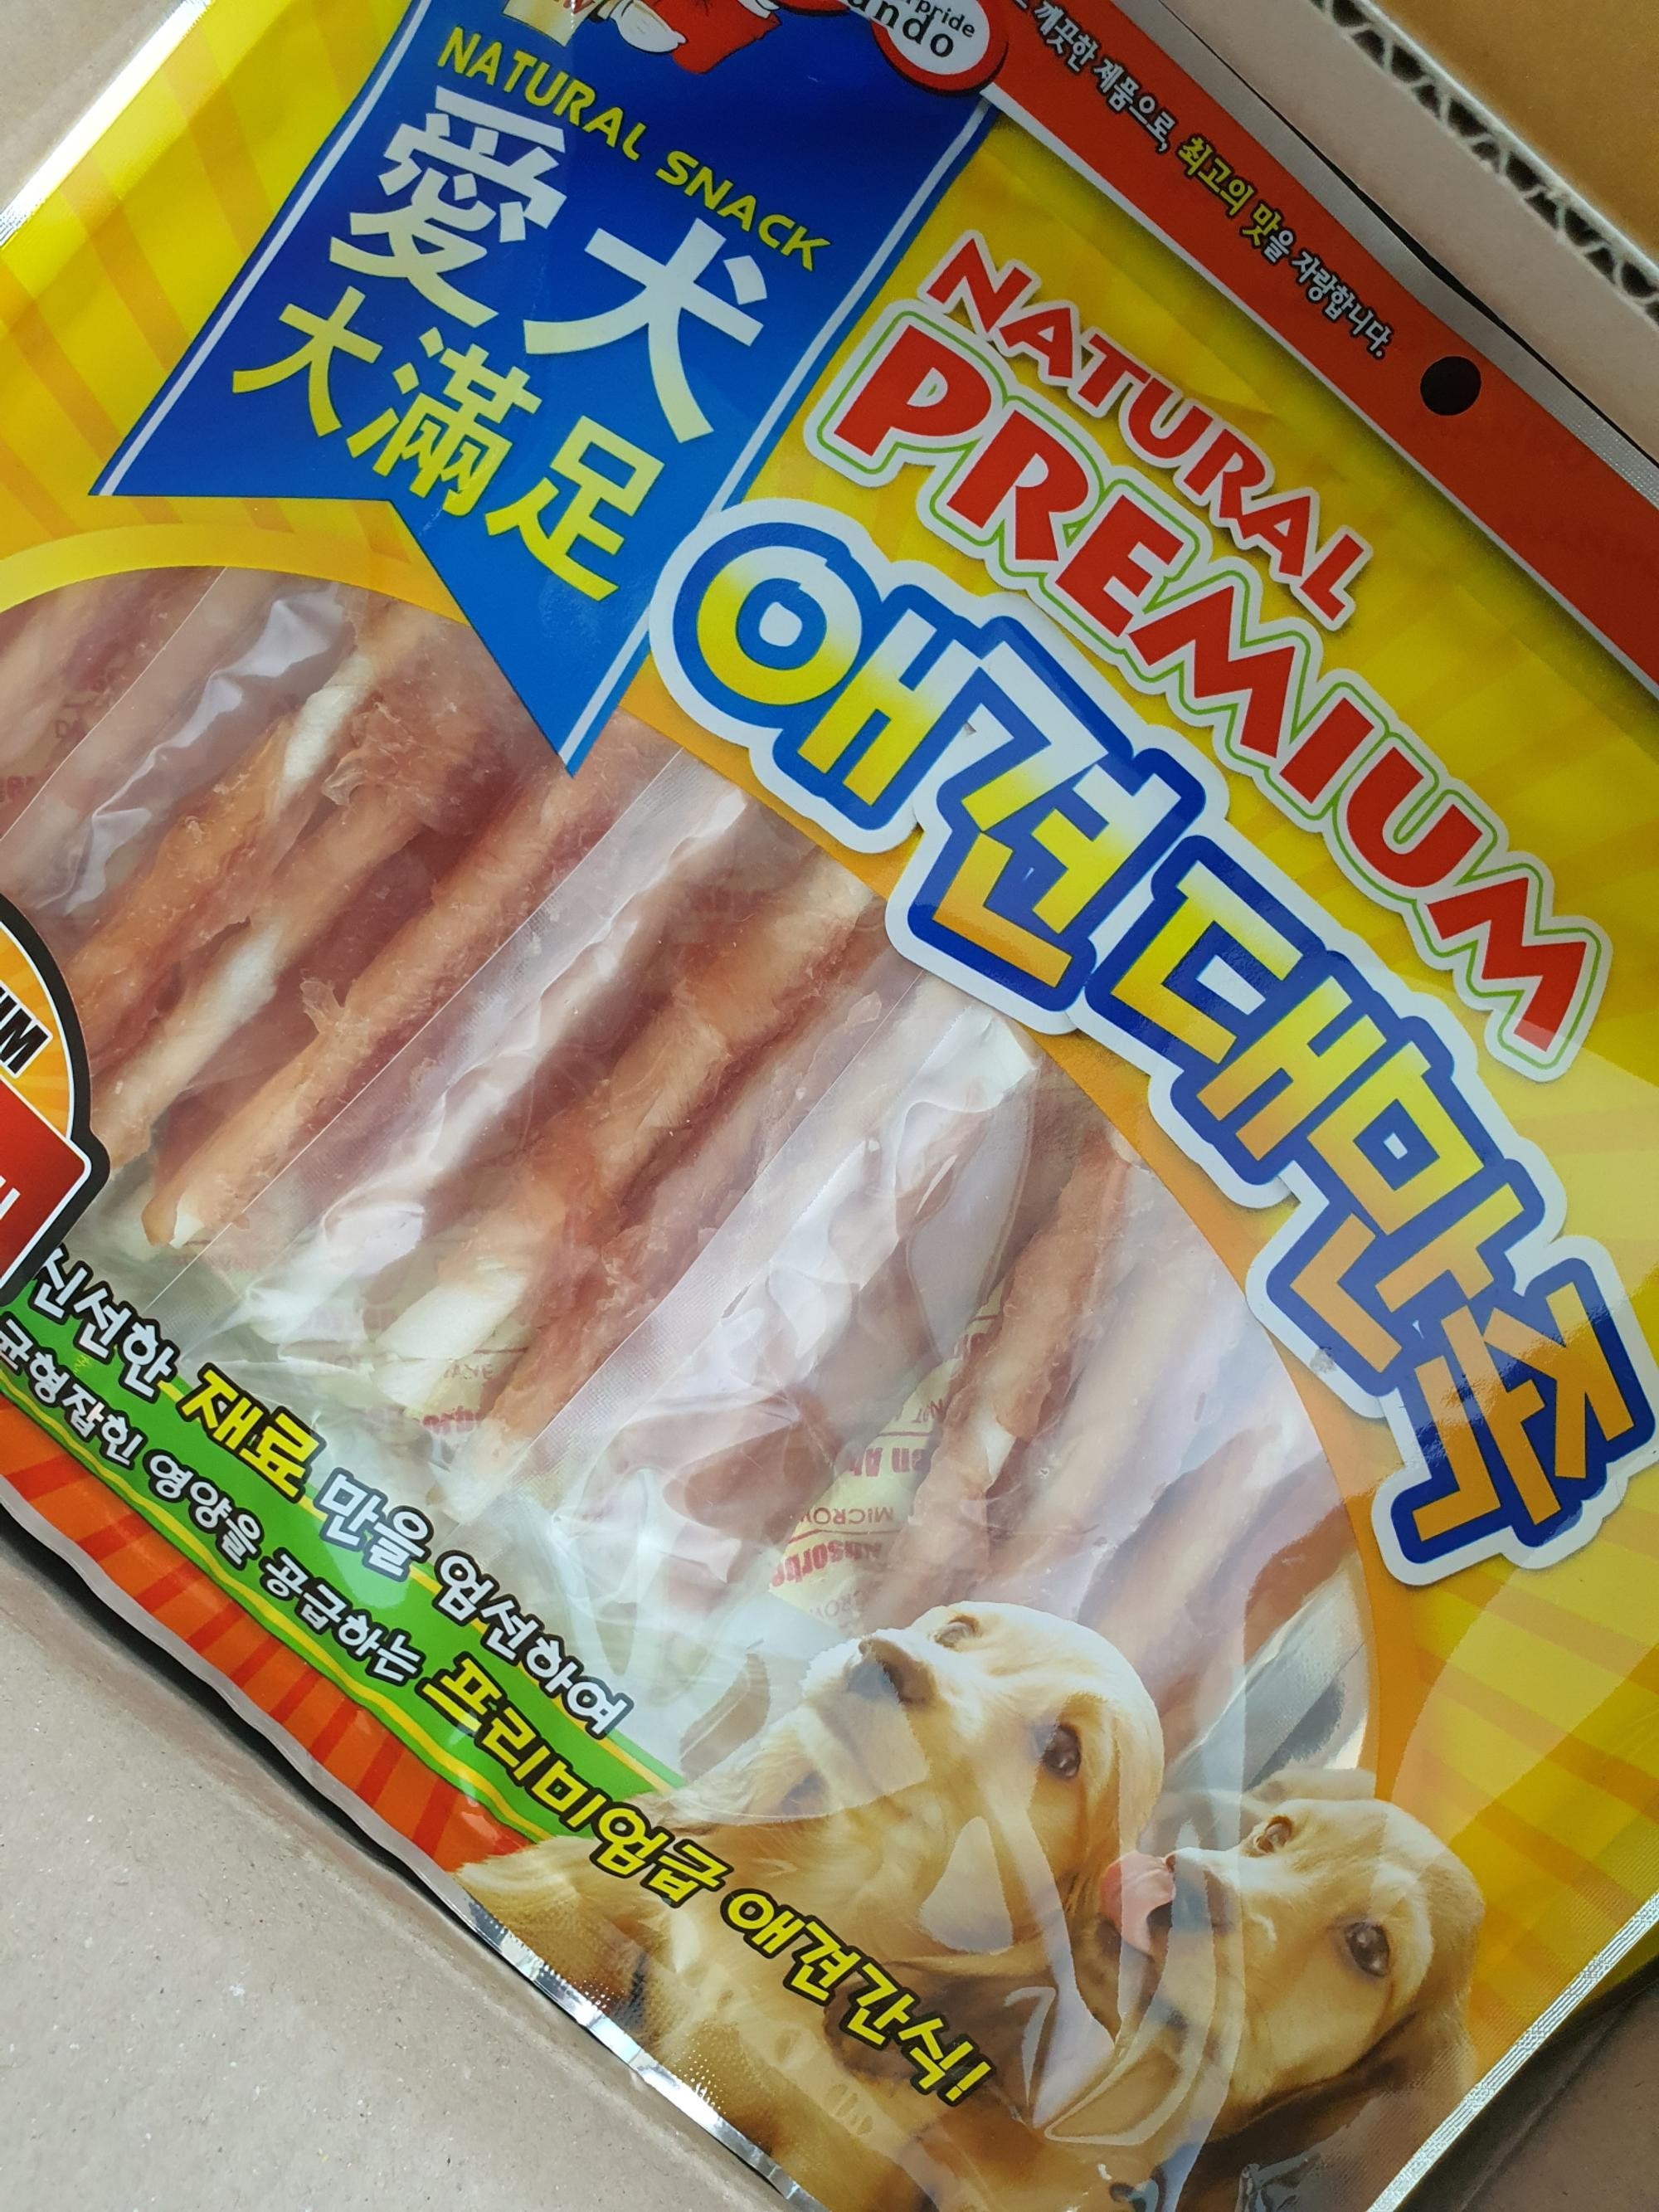 pride
ando
깨끗한 제품으로, 최고의 맛을 자랑합니다.
NATURAL SNACK
愛犬
大滿足
NATURAL
PREMIUM
애견대만족
신선한 재료만을 엄선하여
균형잡힌 영양을 공급하는 프리미엄급 애견간식!